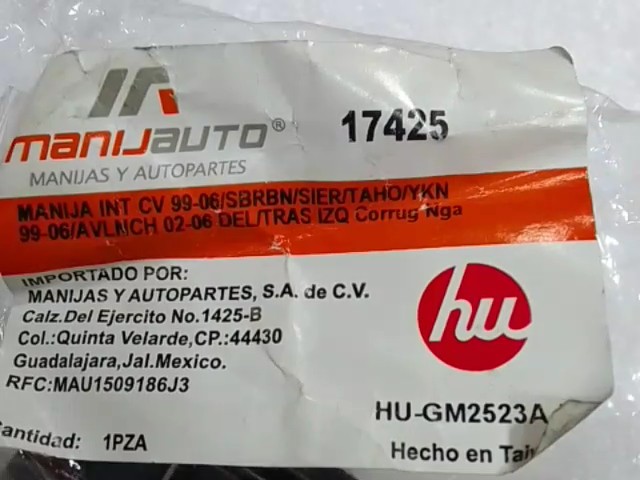 manijauto®
17425
MANIJAS Y AUTOPARTES
MANIJA INT CV 99-06/SBRBN/SIER/TAHO/YKN
99-06/AVLNCH 02-06 DEL/TRAS IZQ Corrug Nga
IMPORTADO POR:
MANIJAS Y AUTOPARTES, S.A. de C.V.
Calz.Del Ejercito No.1425-B
Col.:Quinta Velarde,CP.:44430
Guadalajara,Jal.Mexico.
RFC:MAU1509186J3
hu
HU-GM2523A
antidad: 1PZA
Hecho en Taiw